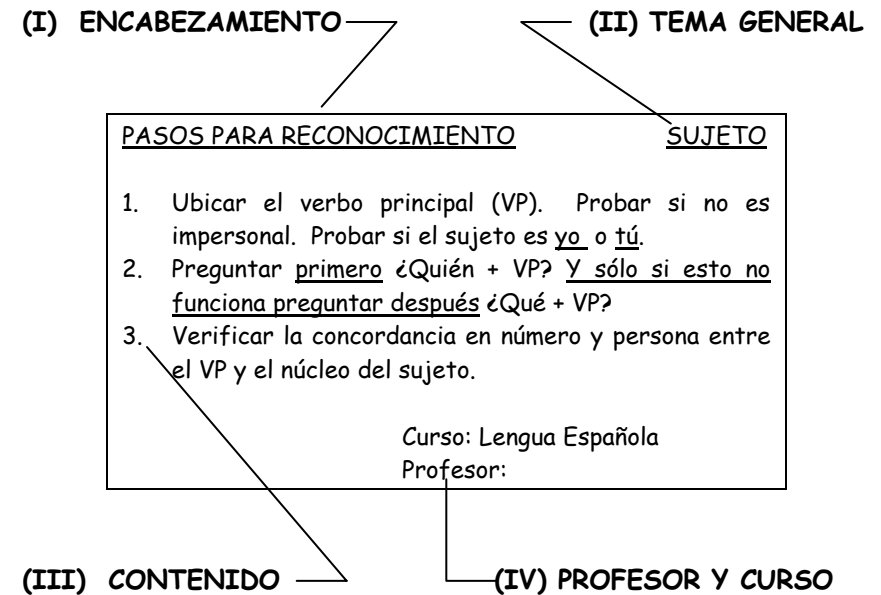 (I) ENCABEZAMIENTO
(II) TEMA GENERAL
PASOS PARA RECONOCIMIENTO SUJETO
1. Ubicar el verbo principal (VP). Probar si no es
impersonal. Probar si el sujeto es yo o tú.
2. Preguntar primero ¿Quién + VP? Y sólo si esto no
funciona preguntar después ¿Qué + VP?
3. Verificar la concordancia en número y persona entre
el VP y el núcleo del sujeto.
Curso: Lengua Española
Profesor:
(III) CONTENIDO
(IV) PROFESOR Y CURSO